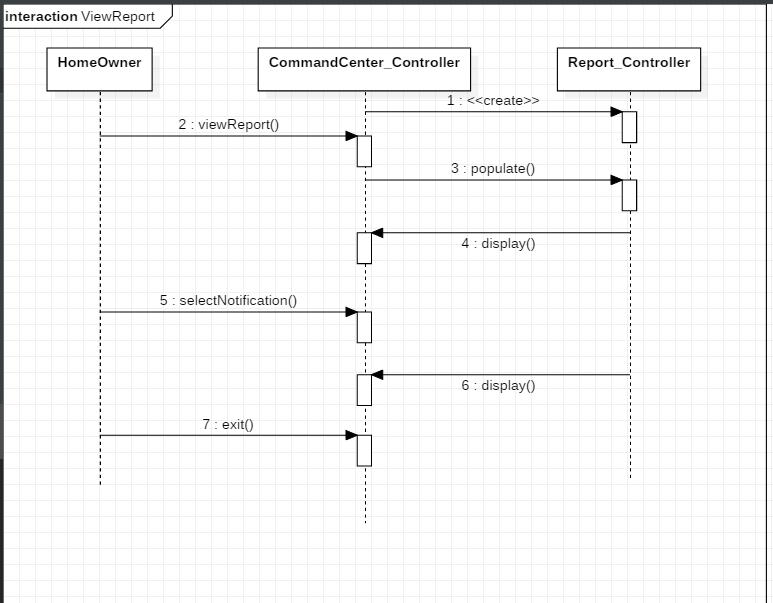 interaction ViewReport
HomeOwner
CommandCenter_Controller
Report_Controller
1 : <<create>>
2 : viewReport()
3 : populate()
4 : display()
5 : selectNotification()
6 : display()
7 : exit()